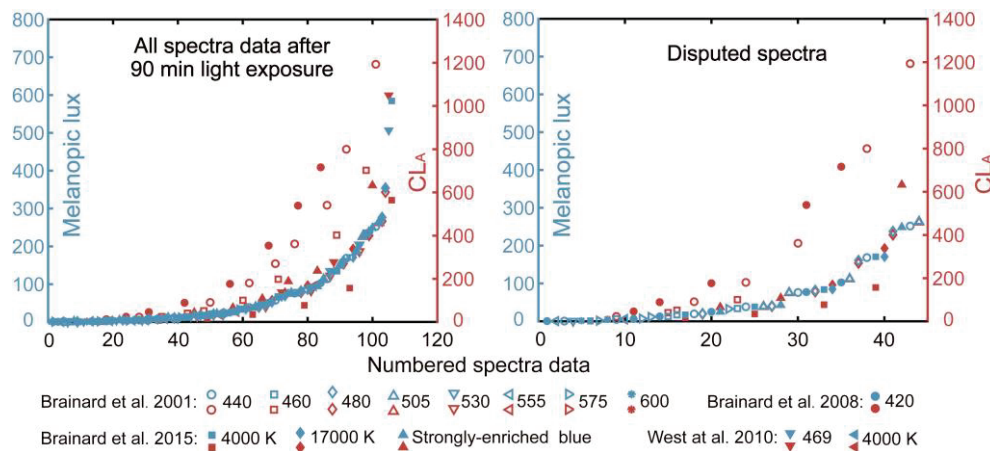 All spectra data after
90 min light exposure
Melanopic lux
800
700
600
500
400
300
200
100
0
0 20 40 60 80 100 120
1400
1200
1000
800
600
400
200
0
CLA
Disputed spectra
Melanopic lux
800
700
600
500
400
300
200
100
0
0 10 20 30 40
1400
1200
1000
800
600
400
200
0
CLA
Numbered spectra data
Brainard et al. 2001: 440 460 480 505 530 555 575 600 Brainard et al. 2008: 420
Brainard et al. 2015: 4000 K 17000 K Strongly-enriched blue West at al. 2010: 469 4000 K